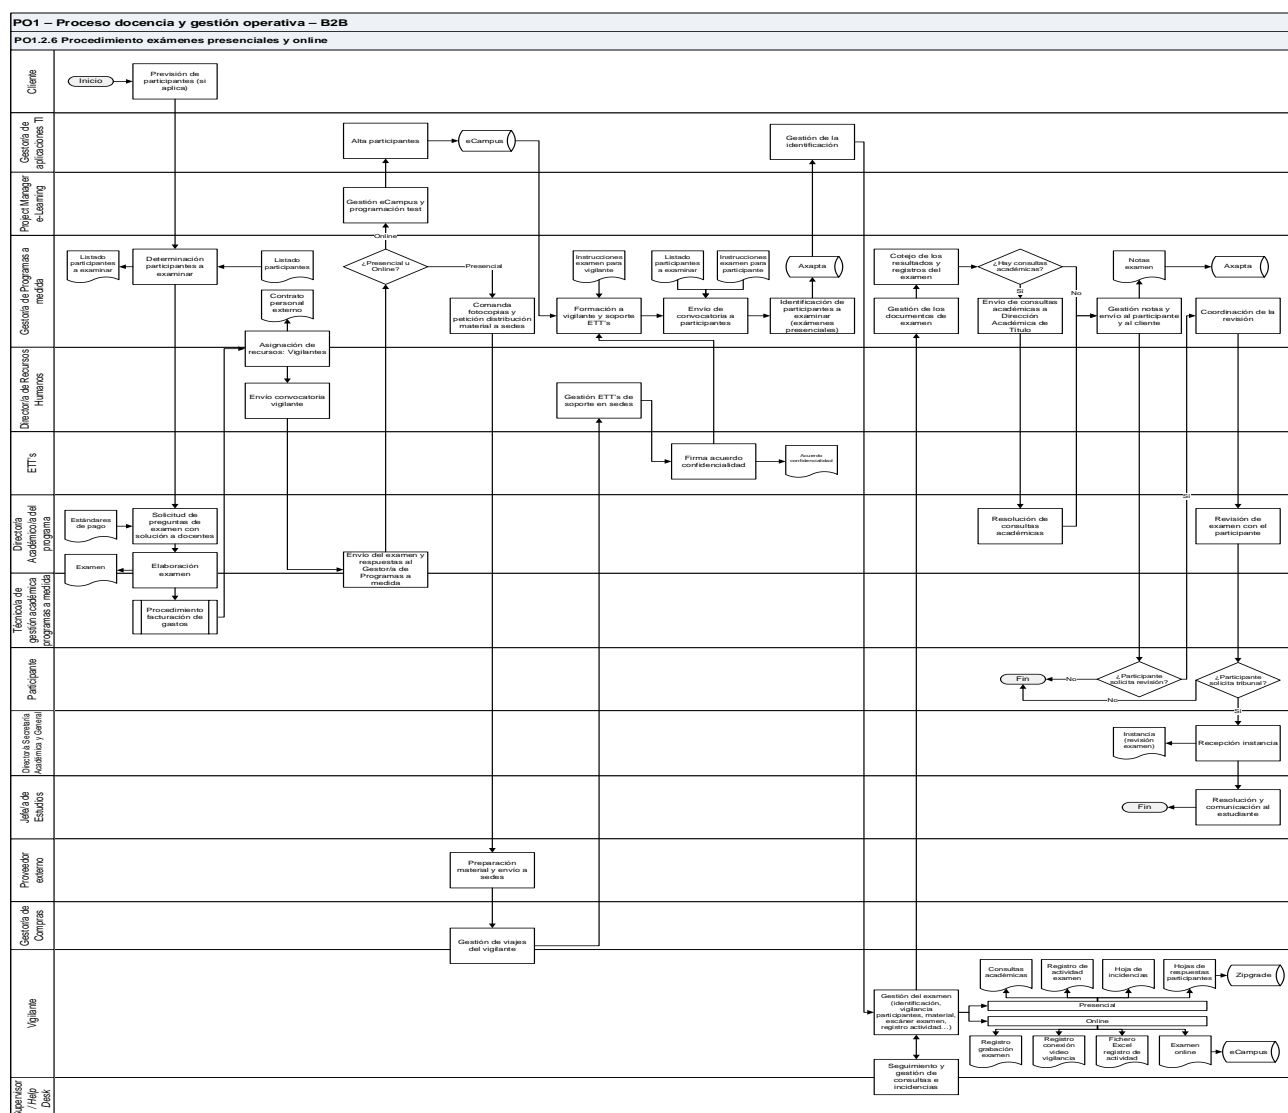 PO1 – Proceso docencia y gestión operativa – B2B
PO1.2.6 Procedimiento exámenes presenciales y online
Cliente
Inicio
Previsión de
participantes (si
aplica)
Gestor/a de
aplicaciones TI
Alta participantes
eCampus
Gestión de la
identificación
Project Manager
e-Learning
Gestión eCampus y
programación test
Gestor/a de Programas a
medida
Listado
participantes
a examinar
Determinación
participantes a
examinar
Listado
participantes
Contrato
personal
externo
Online
¿Presencial u
Online?
Presencial
Comanda
fotocopias y
petición distribución
material a sedes
Instrucciones
examen para
vigilante
Formación a
vigilante y soporte
ETT's
Listado
participantes
a examinar
Instrucciones
examen para
participante
Envío de
convocatoria a
participantes
Axapta
Identificación de
participantes a
examinar
(exámenes
presenciales)
Cotejo de los
resultados y
registros del
examen
Gestión de los
documentos de
examen
¿Hay consultas
académicas?
Si
No
Envío de consultas
académicas a
Dirección
Académica de
Título
Notas
examen
Axapta
Gestión notas y
envío al participante
y al cliente
Coordinación de la
revisión
Asignación de
recursos: Vigilantes
Director/a de Recursos
Humanos
Envío convocatoria
vigilante
Gestión ETT's de
soporte en sedes
ETT's
Firma acuerdo
confidencialidad
Acuerdo
confidencialidad
Director/a
Académico/a del
programa
Estándares
de pago
Solicitud de
preguntas de
examen con
solución a docentes
Si
Resolución de
consultas
académicas
Revisión de
examen con el
participante
Examen
Elaboración
examen
Envío del examen y
respuestas al
Gestor/a de
Programas a
medida
Técnico/a de
gestión académica
programas a medida
Procedimiento
facturación de
gastos
Participante
Fin
No
¿Participante
solicita revisión?
¿Participante
solicita tribunal?
No
Si
Director/a Secretaría
Académica y General
Instancia
(revisión
examen)
Recepción instancia
Jefe/a de
Estudios
Fin
Resolución y
comunicación al
estudiante
Proveedor
externo
Preparación
material y envío a
sedes
Gestor/a de
Compras
Gestión de viajes
del vigilante
Vigilante
Gestión del examen
(identificación,
vigilancia
participantes, material,
escáner examen,
registro actividad…)
Consultas
académicas
Registro de
actividad
examen
Hoja de
incidencias
Hojas de
respuestas
participantes
Zipgrade
Presencial
Online
Registro
grabación
examen
Registro
conexión
video
vigilancia
Fichero
Excel
registro de
actividad
Examen
online
eCampus
Seguimiento y
gestión de
consultas e
incidencias
Supervisor
/ Help
Desk